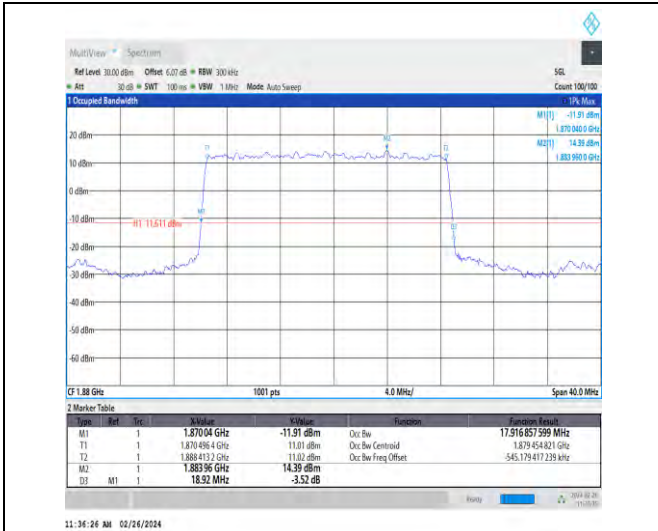 MultiView Spectrum
Ref Level 30.00 dBm Offset 6.07 dB RBW 300 kHz SGL
Att 30 dB SWT 100 ms VBW 1 MHz Mode Auto Sweep Count 100/100
1 Occupied Bandwidth 1Pk Max
M1[1] -11.91 dBm
1.870 040 0 GHz
M2[1] 14.39 dBm
1.883 960 0 GHz
20 dBm
T1 M2 T2
10 dBm
0 dBm
-10 dBm
M1
H1 -11.611 dBm
D3
-20 dBm
-30 dBm
-40 dBm
-50 dBm
-60 dBm
CF 1.88 GHz 1001 pts 4.0 MHz/ Span 40.0 MHz
2 Marker Table
Type Ref Trc X-Value Y-Value Function Function Result
M1 1 1.87004 GHz -11.91 dBm Occ Bw 17.916 857 599 MHz
T1 1 1.870 496 4 GHz 11.01 dBm Occ Bw Centroid 1.879 454 821 GHz
T2 1 1.888 413 2 GHz 11.02 dBm Occ Bw Freq Offset -545.179 417 239 kHz
M2 1 1.883 96 GHz 14.39 dBm
D3 M1 1 18.92 MHz -3.52 dB
Ready
11:36:26 AM 02/26/2024